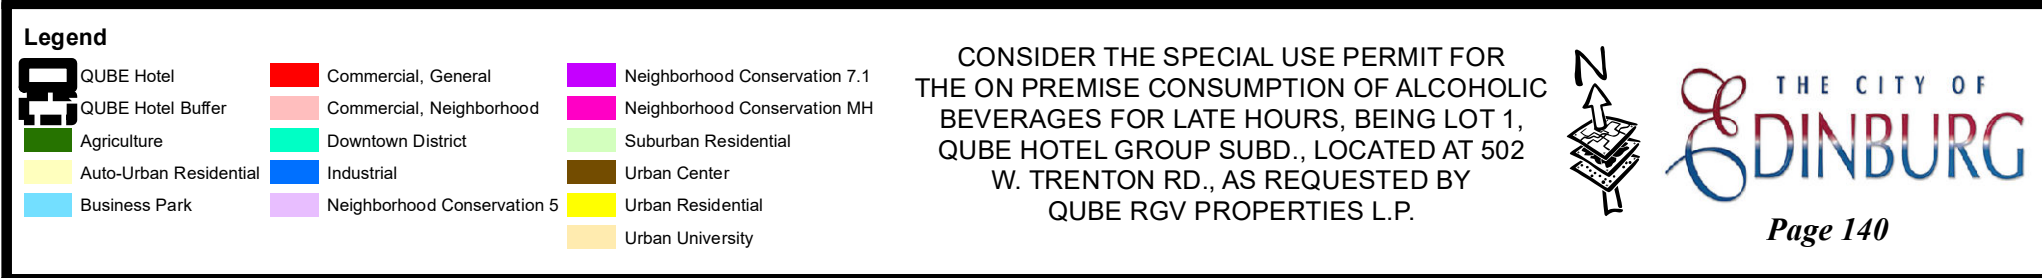 Legend
QUBE Hotel
QUBE Hotel Buffer
Agriculture
Auto-Urban Residential
Business Park
Commercial, General
Commercial, Neighborhood
Downtown District
Industrial
Neighborhood Conservation 5
Neighborhood Conservation 7.1
Neighborhood Conservation MH
Suburban Residential
Urban Center
Urban Residential
Urban University
CONSIDER THE SPECIAL USE PERMIT FOR
THE ON PREMISE CONSUMPTION OF ALCOHOLIC
BEVERAGES FOR LATE HOURS, BEING LOT 1,
QUBE HOTEL GROUP SUBD., LOCATED AT 502
W. TRENTON RD., AS REQUESTED BY
QUBE RGV PROPERTIES L.P.
N
THE CITY OF
EDINBURG
Page 140